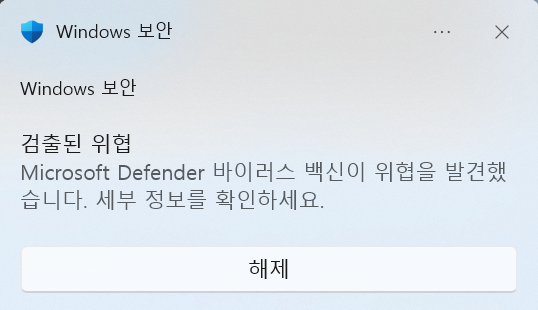 Windows 보안
Windows 보안
검출된 위협
Microsoft Defender 바이러스 백신이 위협을 발견했
습니다. 세부 정보를 확인하세요.
해제